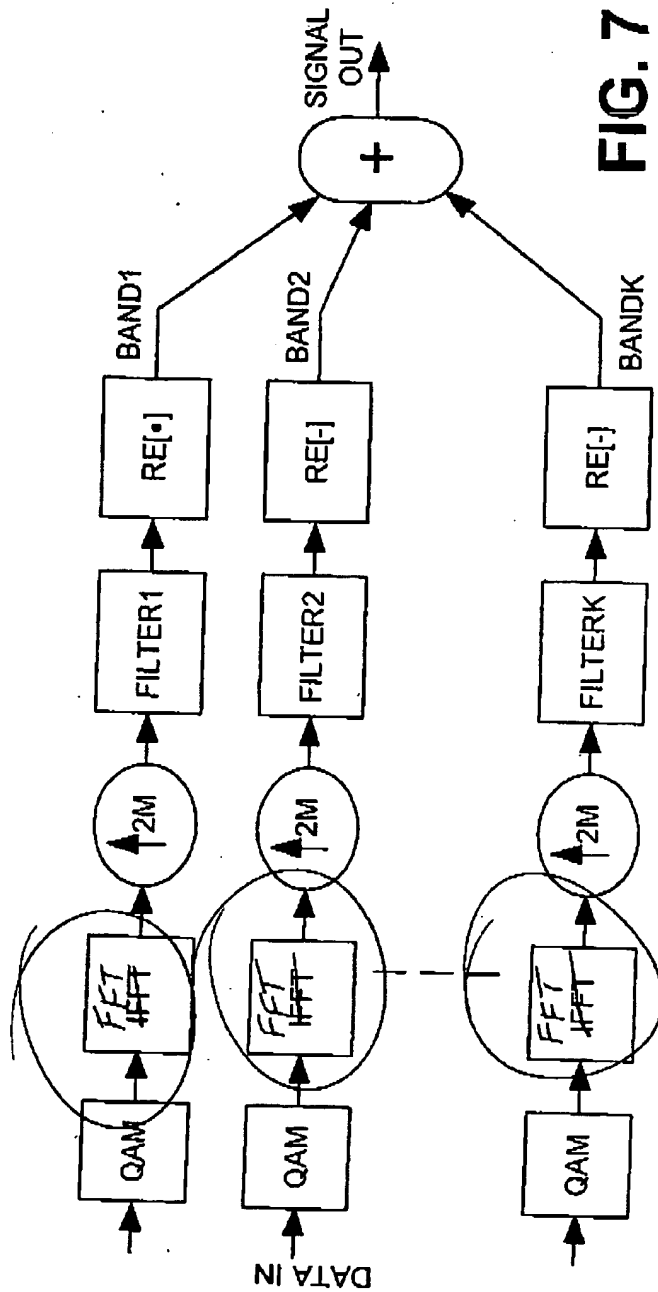 DATA IN
QAM
FFT
IFFT
2M
FILTER1
RE[•]
BAND1
QAM
FFT
IFFT
2M
FILTER2
RE[-]
BAND2
QAM
FFT
IFFT
2M
FILTERK
RE[-]
BANDK
+
SIGNAL
OUT
FIG. 7